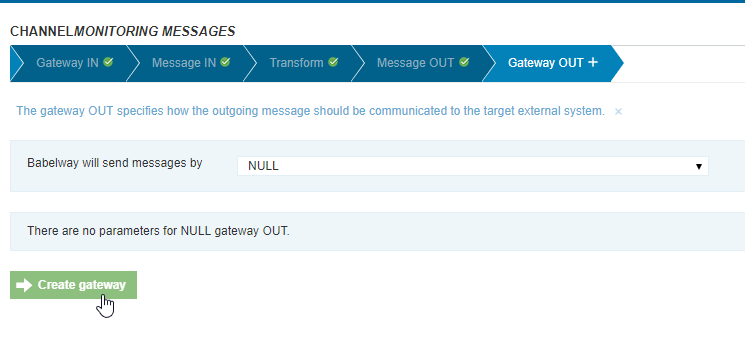 CHANNEL MONITORING MESSAGES
Gateway IN Message IN Transform Message OUT Gateway OUT +
The gateway OUT specifies how the outgoing message should be communicated to the target external system. ×
Babelway will send messages by NULL
There are no parameters for NULL gateway OUT.
Create gateway